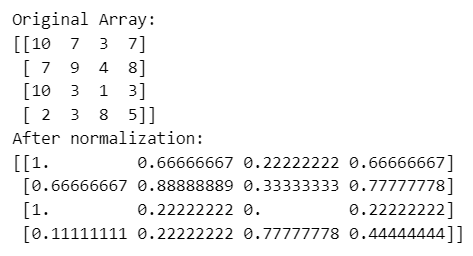 Original Array:
[[10  7  3  7]
 [ 7  9  4  8]
 [10  3  1  3]
 [ 2  3  8  5]]
After normalization:
[[1.         0.66666667 0.22222222 0.66666667]
 [0.66666667 0.88888889 0.33333333 0.77777778]
 [1.         0.22222222 0.         0.22222222]
 [0.11111111 0.22222222 0.77777778 0.44444444]]